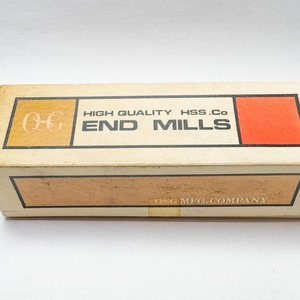 OSG
HIGH QUALITY HSS.Co
END MILLS
OSG MFG. COMPANY